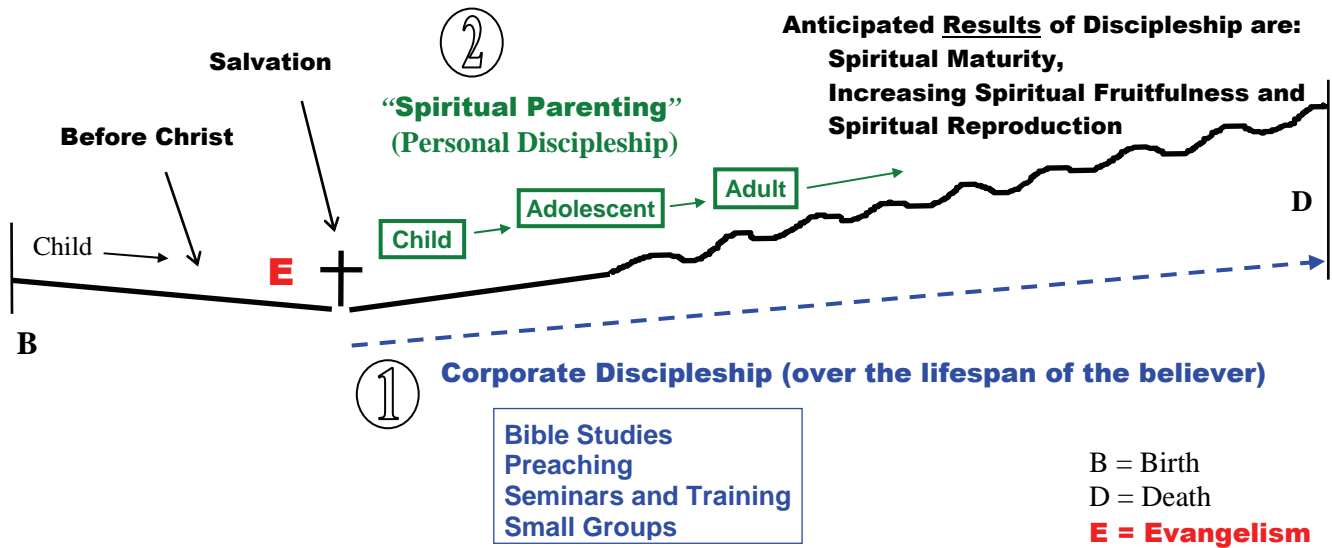 ②
Salvation
Before Christ
"Spiritual Parenting"
(Personal Discipleship)
Anticipated Results of Discipleship are:
Spiritual Maturity,
Increasing Spiritual Fruitfulness and
Spiritual Reproduction
Child
E
Child
Adolescent
Adult
B
D
①
Corporate Discipleship (over the lifespan of the believer)
Bible Studies
Preaching
Seminars and Training
Small Groups
B = Birth
D = Death
E = Evangelism